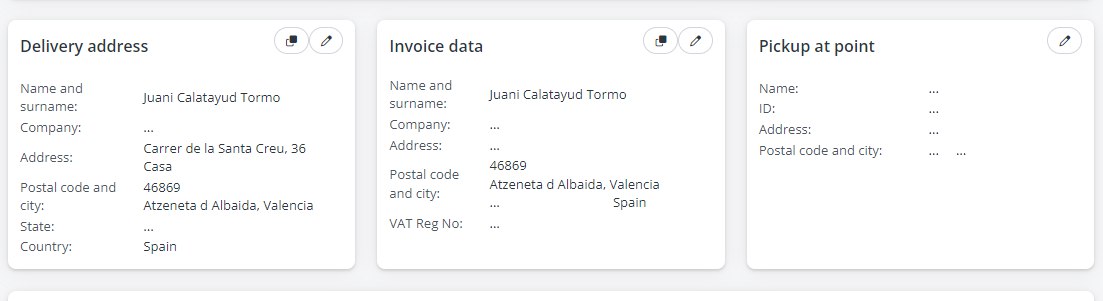 Delivery address
Name and
surname:
Juani Calatayud Tormo
Company:
...
Address:
Carrer de la Santa Creu, 36
Casa
Postal code and
city:
46869
Atzeneta d Albaida, Valencia
State:
...
Country:
Spain
Invoice data
Name and
surname:
Juani Calatayud Tormo
Company:
...
Address:
...
Postal code
and city:
46869
Atzeneta d Albaida, Valencia
... Spain
VAT Reg No:
...
Pickup at point
Name:
...
ID:
...
Address:
...
Postal code and city:
... ...